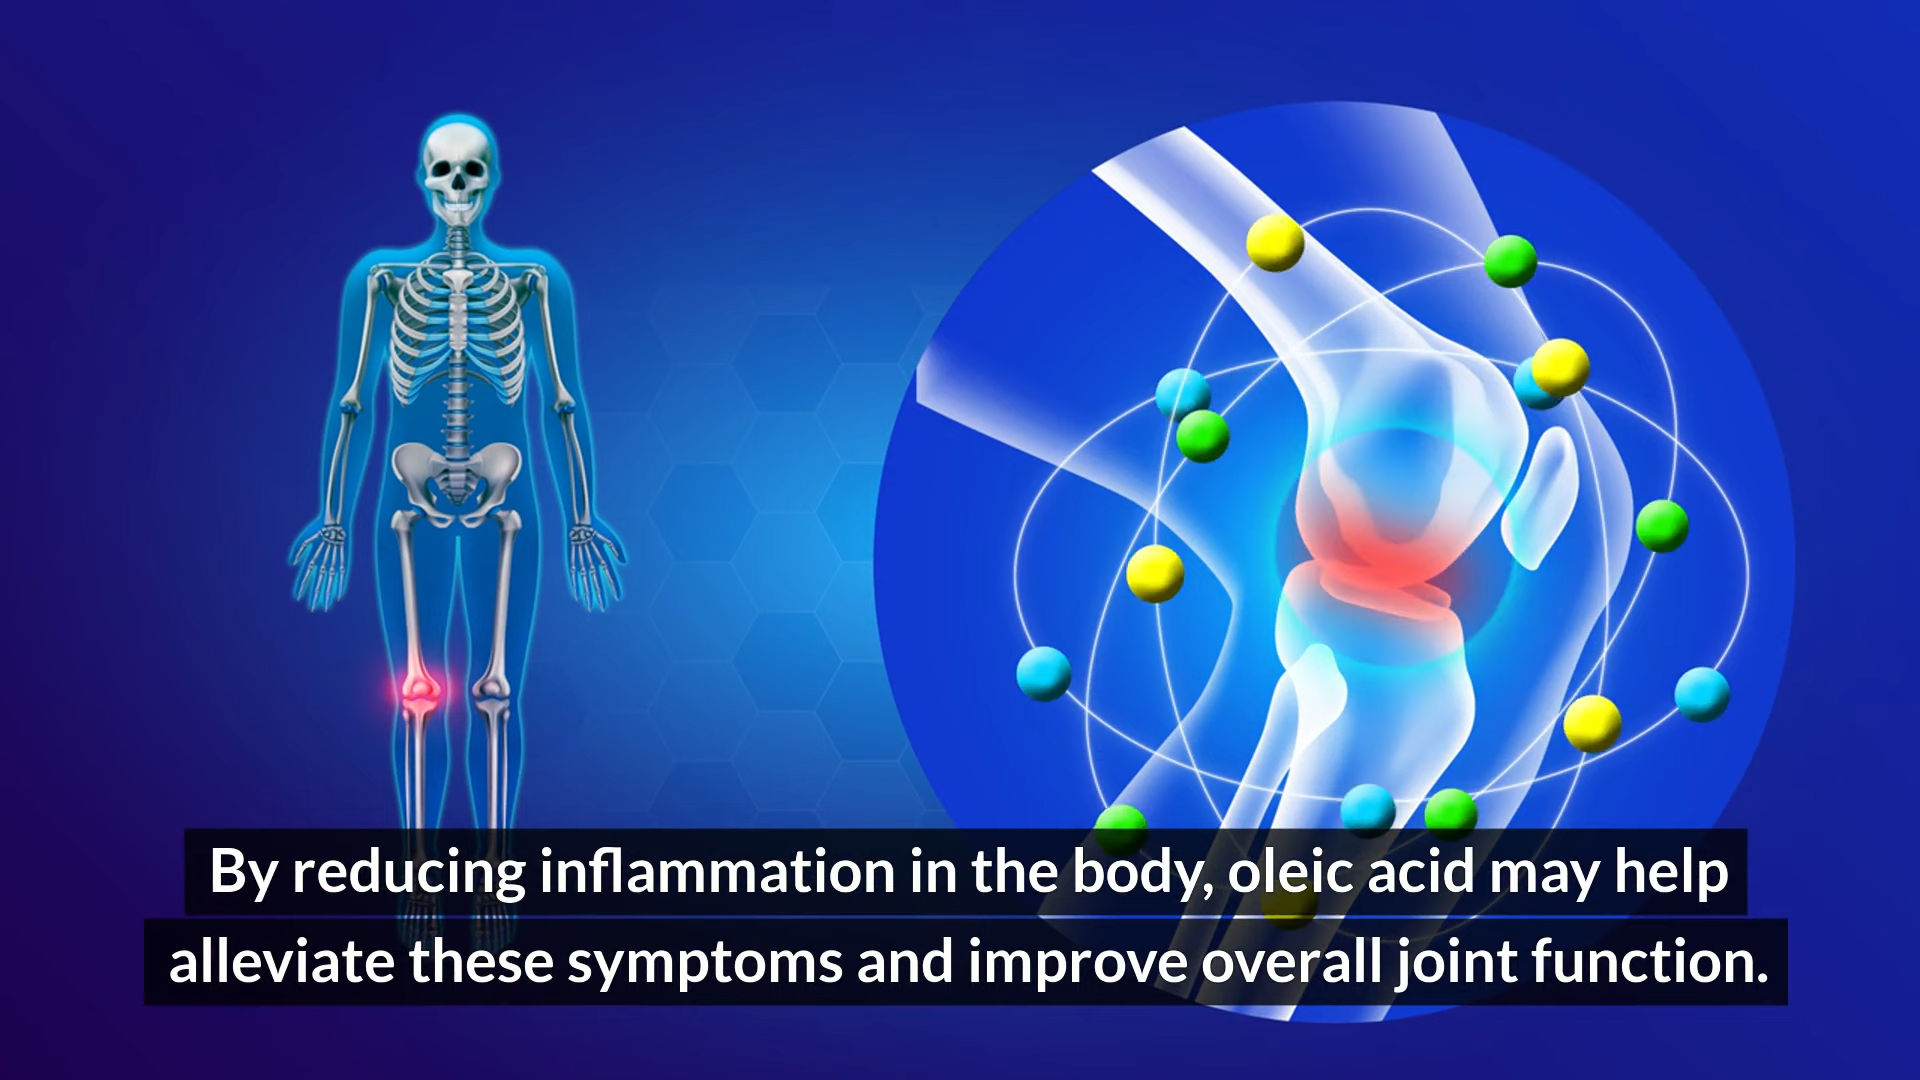 By reducing inflammation in the body, oleic acid may help
alleviate these symptoms and improve overall joint function.